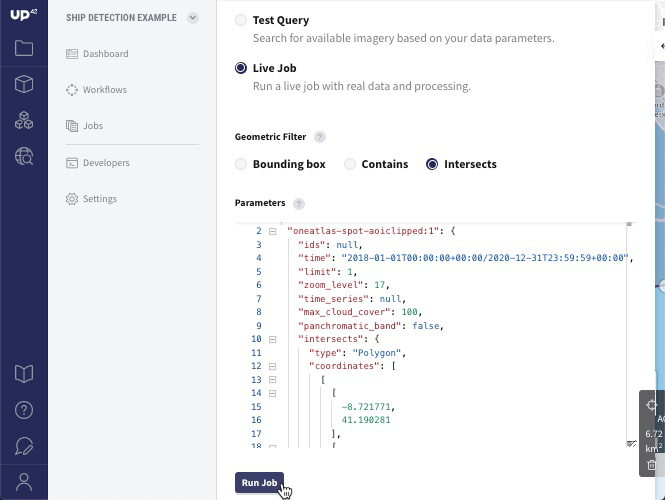 up42
SHIP DETECTION EXAMPLE
Dashboard
Workflows
Jobs
Developers
Settings
Test Query
Search for available imagery based on your data parameters.
Live Job
Run a live job with real data and processing.
Geometric Filter ?
Bounding box Contains Intersects
Parameters ?
2 "oneatlas-spot-aoiclipped:1": {
3 "ids": null,
4 "time": "2018-01-01T00:00:00+00:00/2020-12-31T23:59:59+00:00",
5 "limit": 1,
6 "zoom_level": 17,
7 "time_series": null,
8 "max_cloud_cover": 100,
9 "panchromatic_band": false,
10 "intersects": {
11 "type": "Polygon",
12 "coordinates": [
13 [
14 [
15 -8.721771,
16 41.190281
17 ],
18 [
Run Job
6.72
km²